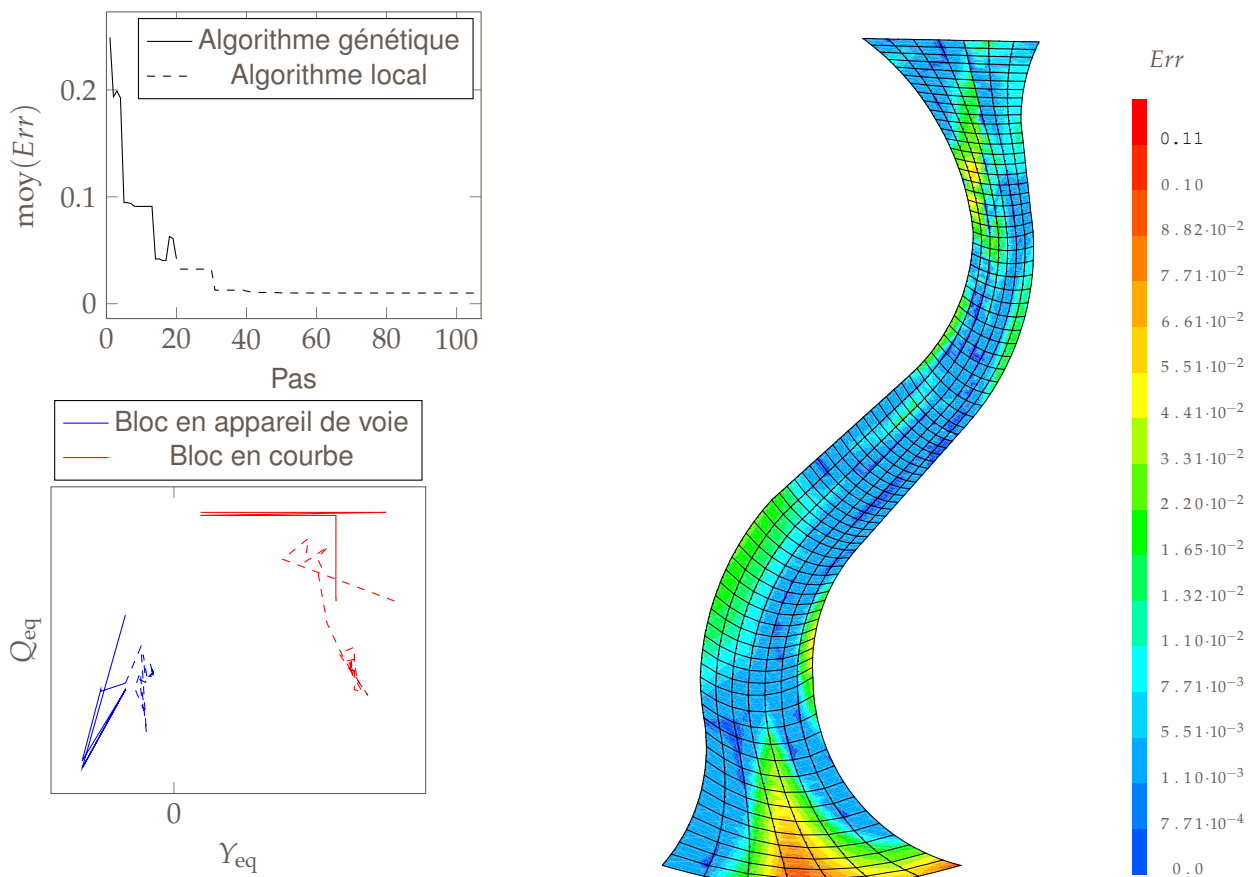 Algorithme génétique
Algorithme local
moy(Err)
0.2
0.1
0
0 20 40 60 80 100
Pas
Bloc en appareil de voie
Bloc en courbe
Q_eq
0
Y_eq
Err
0.11
0.10
8.82·10⁻²
7.71·10⁻²
6.61·10⁻²
5.51·10⁻²
4.41·10⁻²
3.31·10⁻²
2.20·10⁻²
1.65·10⁻²
1.32·10⁻²
1.10·10⁻²
7.71·10⁻³
5.51·10⁻³
1.10·10⁻³
7.71·10⁻⁴
0.0